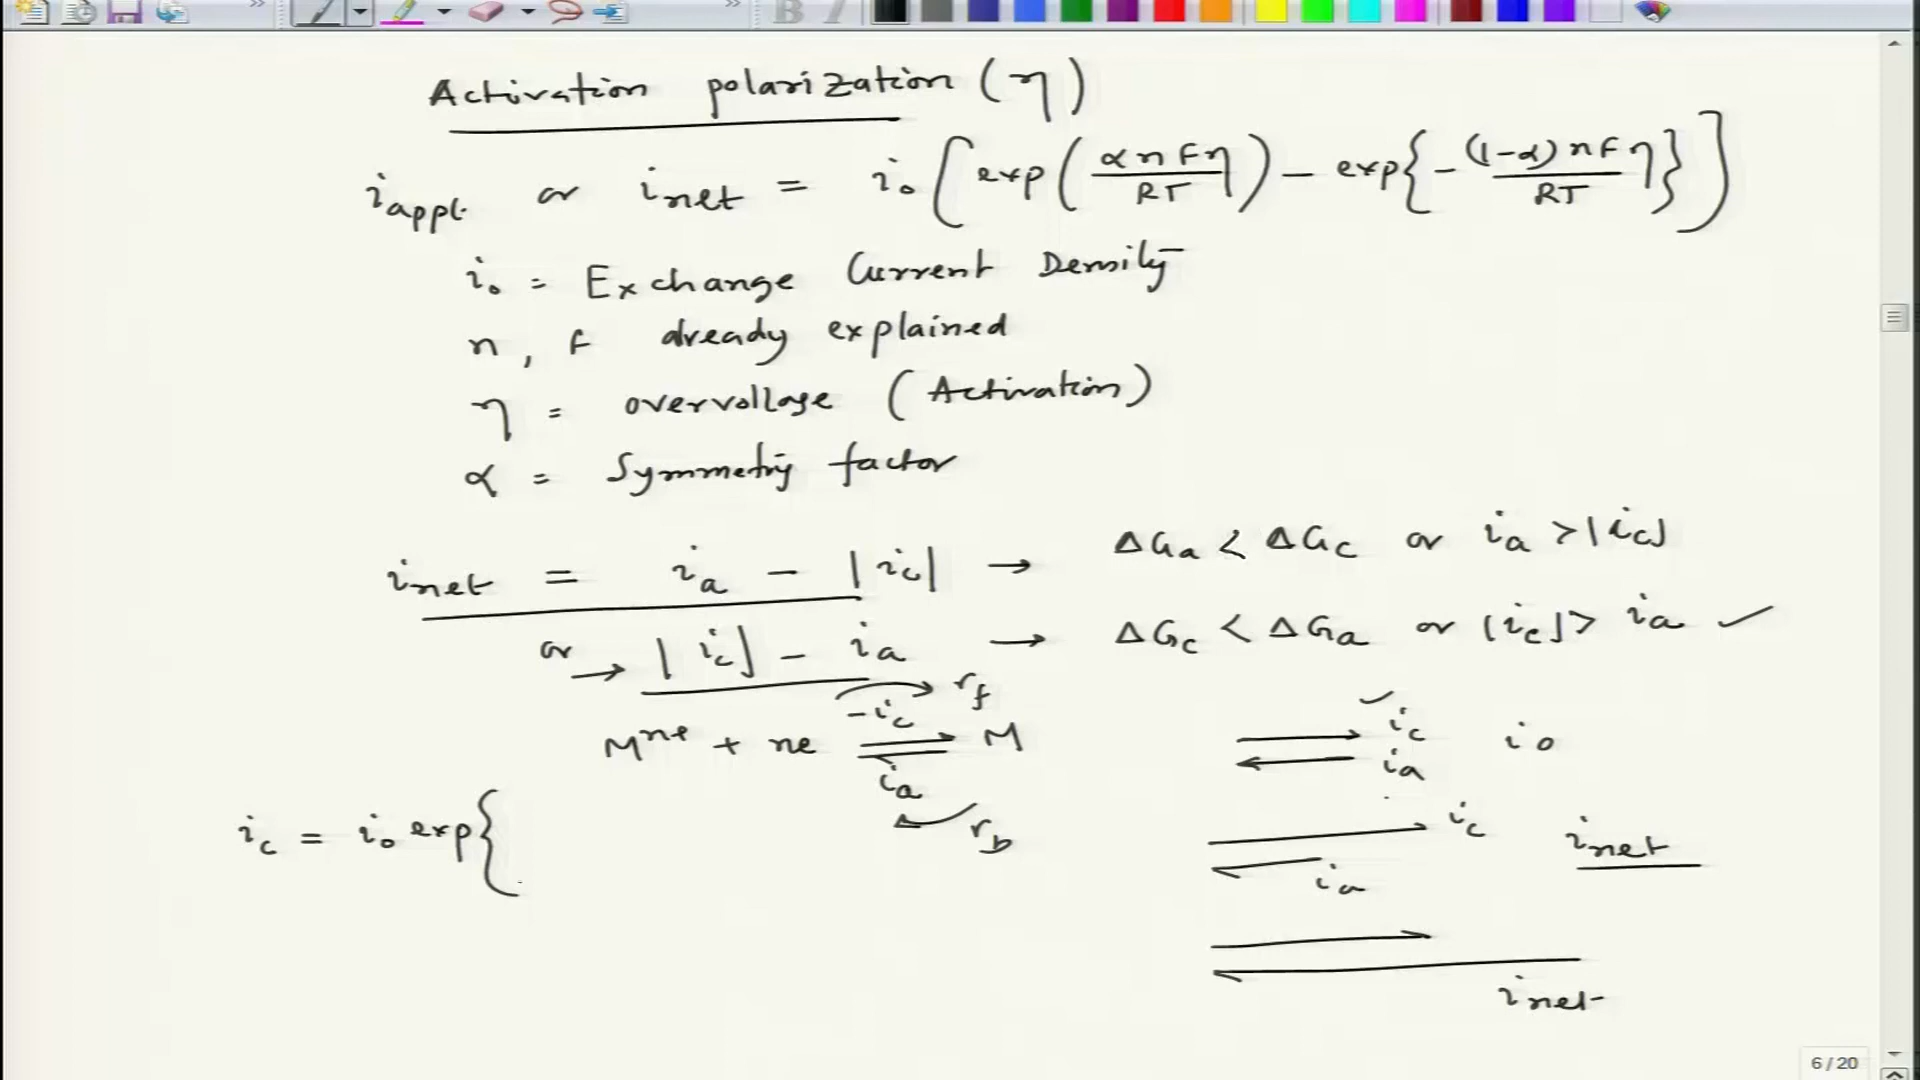 Activation polarization (η)
i_appl. or i_net = i₀ [ exp( αnFη / RT ) − exp{ − (1-α) nFη / RT } ]
i₀ = Exchange Current Density
n, F already explained
η = overvoltage (Activation)
α = Symmetry factor
i_net = i_a − |i_c| → ΔG_a < ΔG_c or i_a > |i_c|
or → |i_c| − i_a → ΔG_c < ΔG_a or |i_c| > i_a ✓
r_f
−i_c
M^n+ + ne ⇌ M
i_a
r_b
i_c = i₀ exp{
✓ i_c
i_a
i₀
i_c
i_a
i_net
i_net
6 / 20